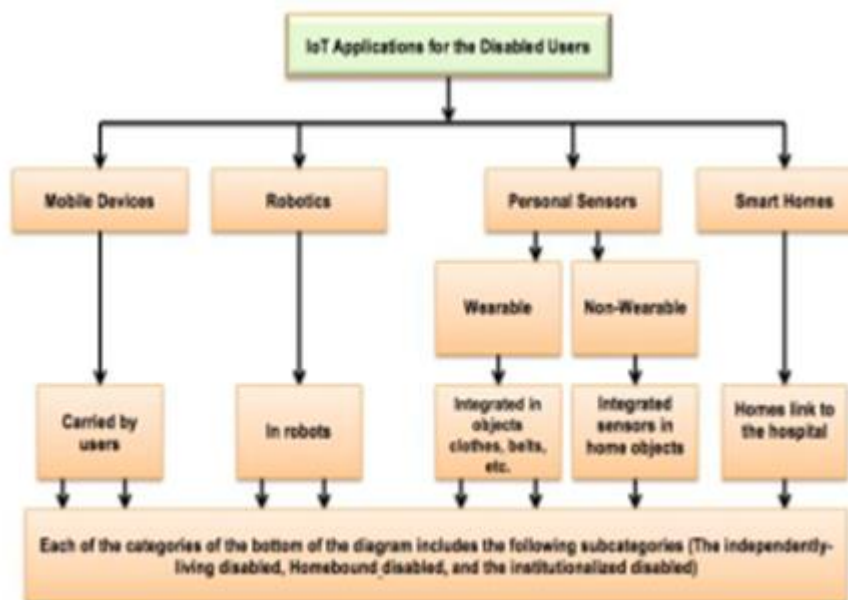 IoT Applications for the Disabled Users
Mobile Devices
Robotics
Personal Sensors
Smart Homes
Wearable
Non-Wearable
Carried by
users
In robots
Integrated in
objects
clothes, belts,
etc.
Integrated
sensors in
home objects
Homes link to
the hospital
Each of the categories of the bottom of the diagram includes the following subcategories (The independently-
living disabled, Homebound_disabled, and the institutionalized disabled)